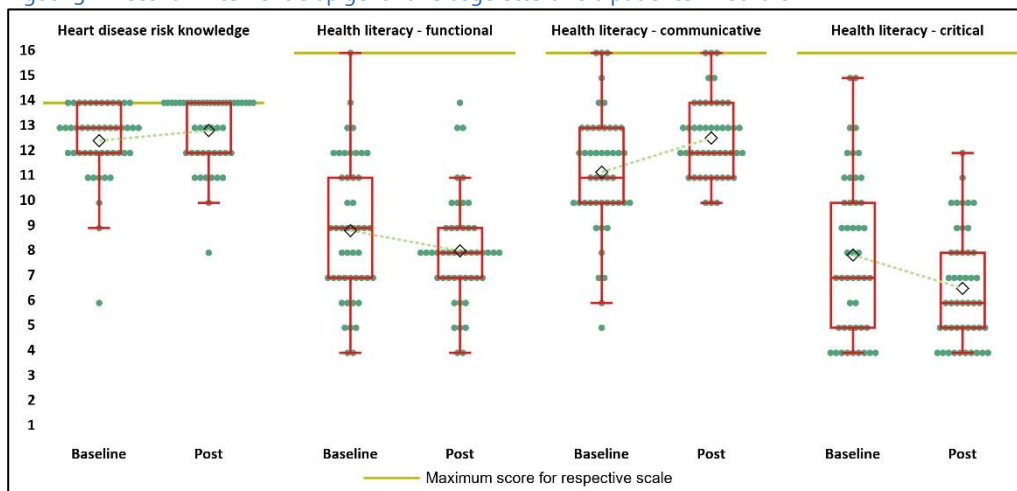 Heart disease risk knowledge
Health literacy - functional
Health literacy - communicative
Health literacy - critical
16
15
14
13
12
11
10
9
8
7
6
5
4
3
2
1
Baseline
Post
Baseline
Post
Baseline
Post
Baseline
Post
Maximum score for respective scale